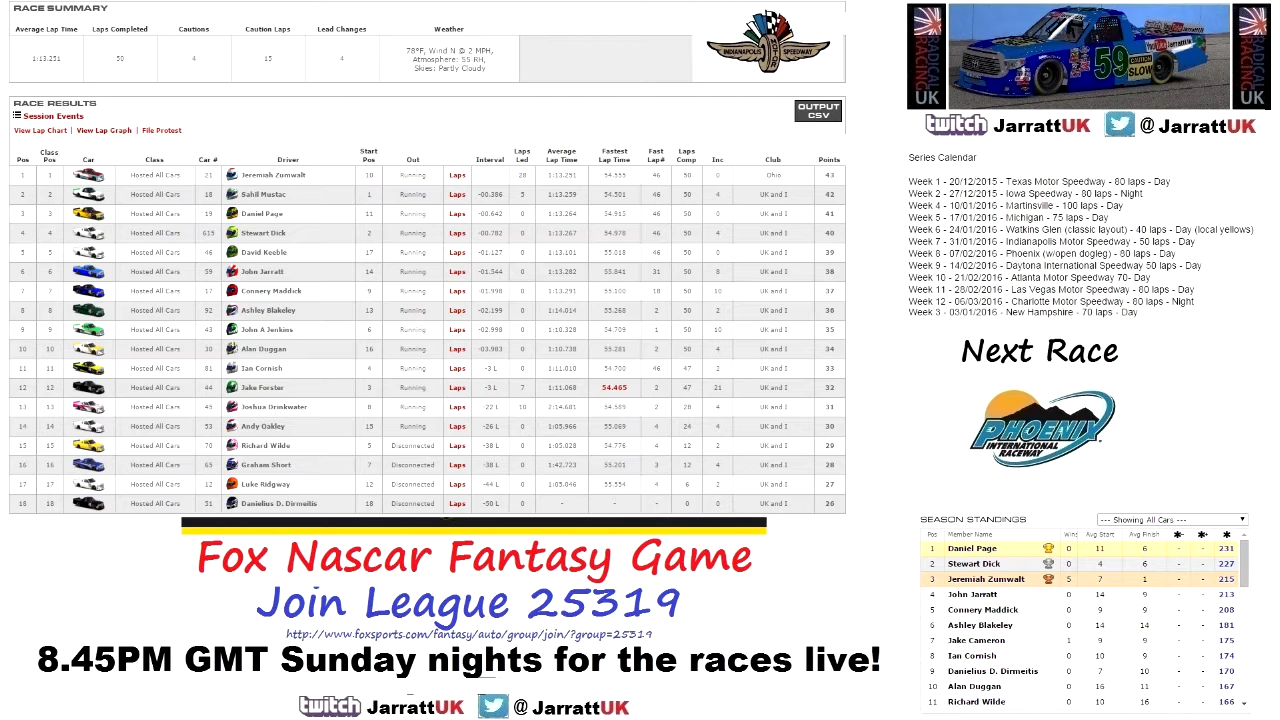 RACE SUMMARY
Average Lap Time Laps Completed Cautions Caution Laps Lead Changes Weather
1:13.251 50 4 15 4 78°F, Wind N @ 2 MPH,
Atmosphere: 55 RH,
Skies: Partly Cloudy
INDIANAPOLIS MOTOR SPEEDWAY
RACE RESULTS
Session Events
View Lap Chart | View Lap Graph | File Protest
OUTPUT
CSV
Pos Class Pos Car Class Car # Driver Start Pos Out Interval Laps Led Average Lap Time Fastest Lap Time Fast Lap# Laps Comp Inc Club Points
1 1 Hosted All Cars 21 Jeremiah Zumwalt 10 Running Laps 28 1:13.251 54.555 46 50 0 Ohio 43
2 2 Hosted All Cars 18 Sahil Mustac 1 Running Laps -00.386 5 1:13.259 54.501 46 50 4 UK and I 42
3 3 Hosted All Cars 19 Daniel Page 11 Running Laps -00.642 0 1:13.264 54.915 46 50 0 UK and I 41
4 4 Hosted All Cars 619 Stewart Dick 2 Running Laps -00.782 0 1:13.267 54.978 46 50 0 UK and I 40
5 5 Hosted All Cars 46 David Keeble 17 Running Laps -01.127 0 1:13.101 55.018 46 50 0 UK and I 39
6 6 Hosted All Cars 59 John Jarratt 14 Running Laps -01.544 0 1:13.282 55.841 31 50 8 UK and I 38
7 7 Hosted All Cars 17 Connery Maddick 9 Running Laps -01.998 0 1:13.291 55.100 18 50 10 UK and I 37
8 8 Hosted All Cars 92 Ashley Blakeley 13 Running Laps -02.199 0 1:14.014 55.268 2 50 2 UK and I 36
9 9 Hosted All Cars 43 John A Jenkins 6 Running Laps -02.998 0 1:10.328 54.709 1 50 10 UK and I 35
10 10 Hosted All Cars 30 Alan Duggan 16 Running Laps -03.983 0 1:10.738 55.281 2 50 4 UK and I 34
11 11 Hosted All Cars 81 Ian Cornish 4 Running Laps -3 L 0 1:11.010 54.700 46 47 2 UK and I 33
12 12 Hosted All Cars 44 Jake Forster 3 Running Laps -3 L 7 1:11.068 54.465 2 47 21 UK and I 32
13 13 Hosted All Cars 45 Joshua Drinkwater 8 Running Laps -22 L 10 2:14.681 54.589 2 28 4 UK and I 31
14 14 Hosted All Cars 53 Andy Oakley 15 Running Laps -26 L 0 1:05.966 55.069 4 24 4 UK and I 30
15 15 Hosted All Cars 70 Richard Wilde 5 Disconnected Laps -38 L 0 1:05.028 54.776 4 12 2 UK and I 29
16 16 Hosted All Cars 65 Graham Short 7 Disconnected Laps -38 L 0 1:42.723 55.201 3 12 4 UK and I 28
17 17 Hosted All Cars 12 Luke Ridgway 12 Disconnected Laps -44 L 0 1:05.046 55.554 4 6 2 UK and I 27
18 18 Hosted All Cars 51 Danielius D. Dirmeitis 18 Disconnected Laps -50 L 0 - - - 0 0 UK and I 26
Fox Nascar Fantasy Game
Join League 25319
http://www.foxsports.com/fantasy/auto/group/join/?group=25319
8.45PM GMT Sunday nights for the races live!
twitch JarrattUK @ JarrattUK
RADICAL RACING UK
59
CAUTION SLOW
RADICAL RACING UK
twitch JarrattUK @ JarrattUK
Series Calendar
Week 1 - 20/12/2015 - Texas Motor Speedway - 80 laps - Day
Week 2 - 27/12/2015 - Iowa Speedway - 80 laps - Night
Week 4 - 10/01/2016 - Martinsville - 100 laps - Day
Week 5 - 17/01/2016 - Michigan - 75 laps - Day
Week 6 - 24/01/2016 - Watkins Glen (classic layout) - 40 laps - Day (local yellows)
Week 7 - 31/01/2016 - Indianapolis Motor Speedway - 50 laps - Day
Week 8 - 07/02/2016 - Phoenix (w/open dogleg) - 80 laps - Day
Week 9 - 14/02/2016 - Daytona International Speedway 50 laps - Day
Week 10 - 21/02/2016 - Atlanta Motor Speedway 70- Day
Week 11 - 28/02/2016 - Las Vegas Motor Speedway - 80 laps - Day
Week 12 - 06/03/2016 - Charlotte Motor Speedway - 80 laps - Night
Week 3 - 03/01/2016 - New Hampshire - 70 laps - Day
Next Race
PHOENIX
INTERNATIONAL
RACEWAY
SEASON STANDINGS --- Showing All Cars ---
Pos Member Name Wins Avg Start Avg Finish
1 Daniel Page 0 11 6 - - 231
2 Stewart Dick 0 4 6 - - 227
3 Jeremiah Zumwalt 5 7 1 - - 215
4 John Jarratt 0 14 9 - - 213
5 Connery Maddick 0 9 9 - - 208
6 Ashley Blakeley 0 14 14 - - 181
7 Jake Cameron 1 9 9 - - 175
8 Ian Cornish 0 10 9 - - 174
9 Danielius D. Dirmeitis 0 7 10 - - 170
10 Alan Duggan 0 16 11 - - 167
11 Richard Wilde 0 10 16 - - 166